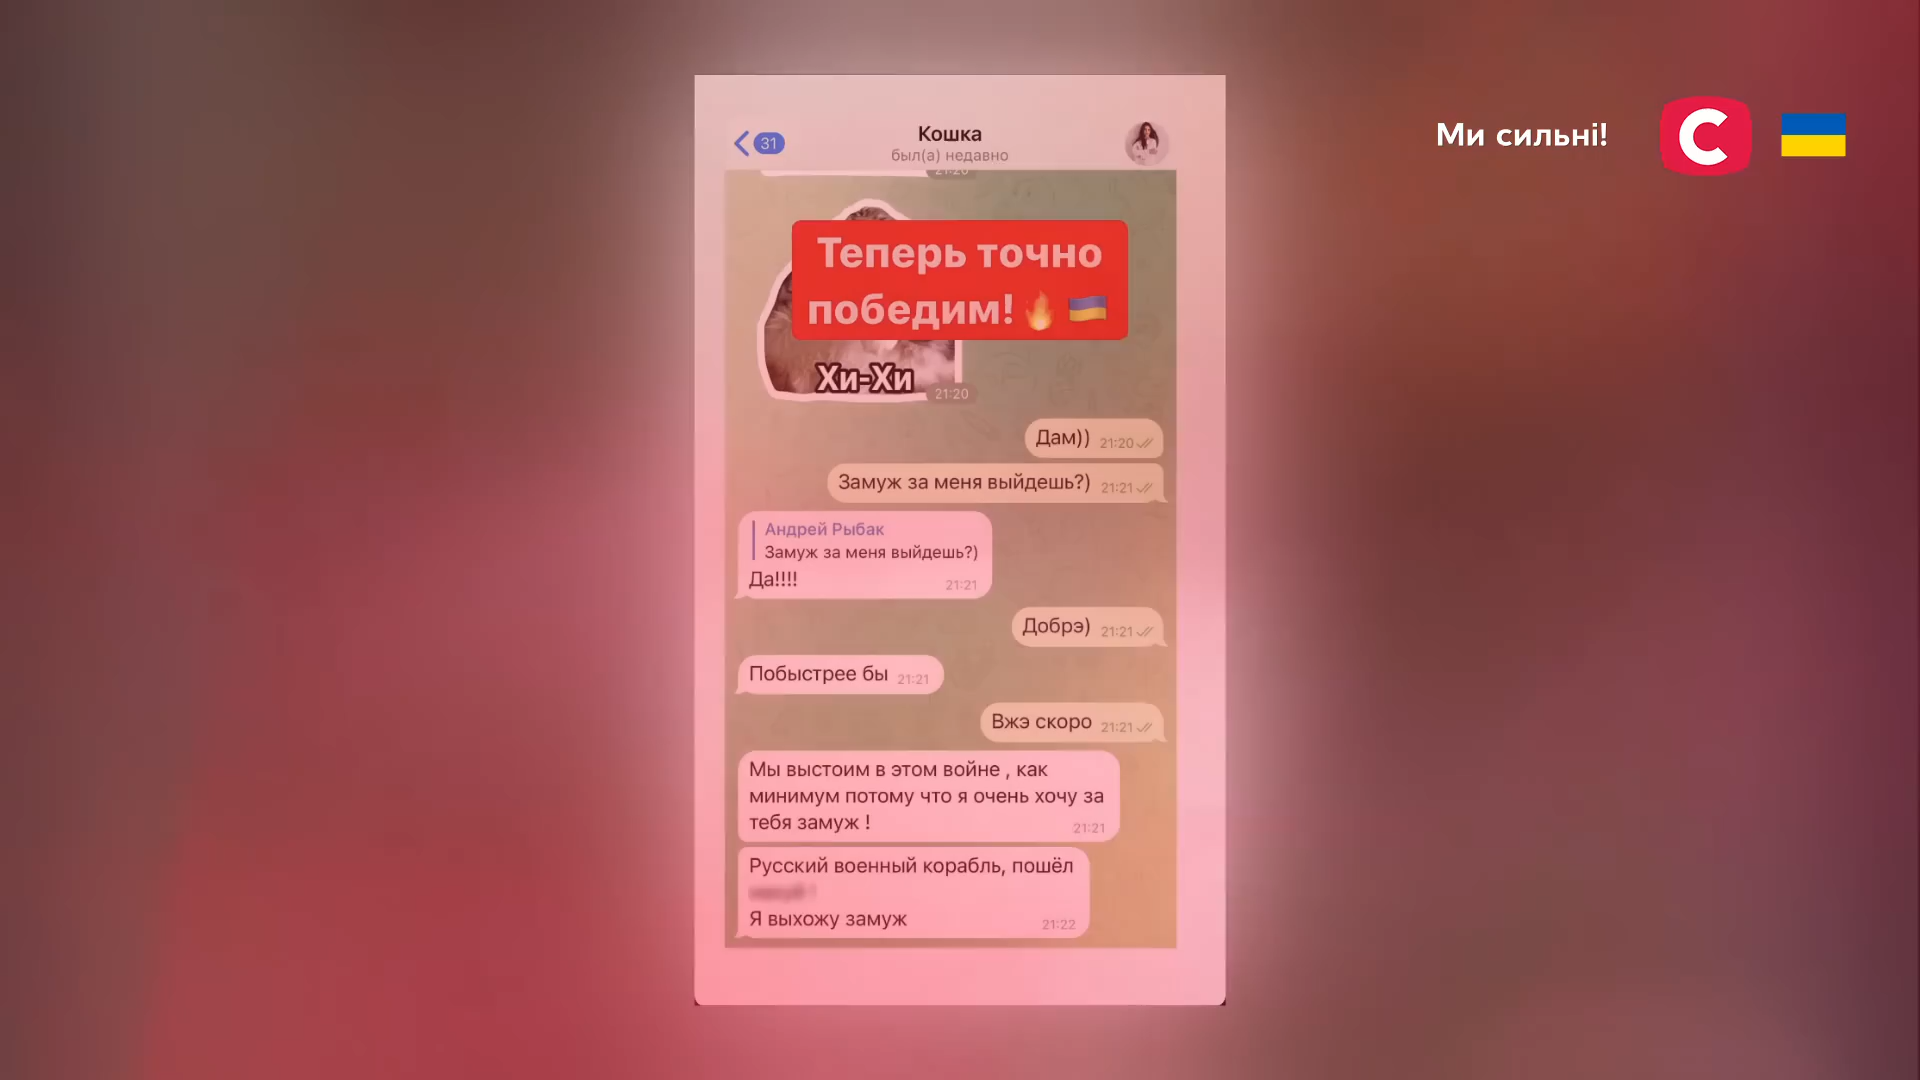 Ми сильні!
C
31
Кошка
был(а) недавно
21:20
Теперь точно
победим!🔥🇺🇦
Хи-Хи
21:20
Дам)) 21:20
Замуж за меня выйдешь?) 21:21
Андрей Рыбак
Замуж за меня выйдешь?)
Да!!!! 21:21
Добрэ) 21:21
Побыстрее бы 21:21
Вжэ скоро 21:21
Мы выстоим в этом войне , как
минимум потому что я очень хочу за
тебя замуж ! 21:21
Русский военный корабль, пошёл
Я выхожу замуж 21:22